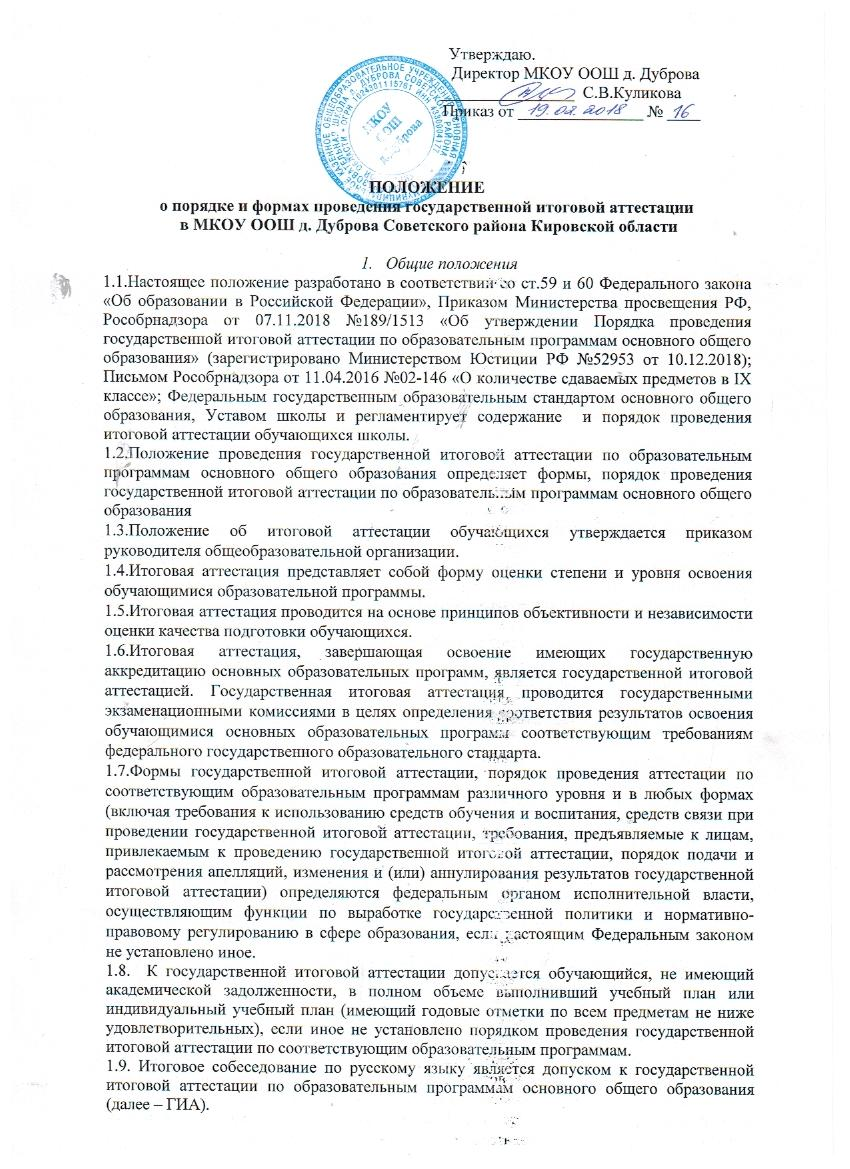 Утверждаю.
Директор МКОУ ООШ д. Дуброва
С.В.Куликова
Приказ от 19.02.2018 № 16
МКОУ
ООШ
д.Дуброва
ПОЛОЖЕНИЕ
о порядке и формах проведения государственной итоговой аттестации
в МКОУ ООШ д. Дуброва Советского района Кировской области
1. Общие положения
1.1.Настоящее положение разработано в соответствии со ст.59 и 60 Федерального закона
«Об образовании в Российской Федерации», Приказом Министерства просвещения РФ,
Рособрнадзора от 07.11.2018 №189/1513 «Об утверждении Порядка проведения
государственной итоговой аттестации по образовательным программам основного общего
образования» (зарегистрировано Министерством Юстиции РФ №52953 от 10.12.2018);
Письмом Рособрнадзора от 11.04.2016 №02-146 «О количестве сдаваемых предметов в IX
классе»; Федеральным государственным образовательным стандартом основного общего
образования, Уставом школы и регламентирует содержание и порядок проведения
итоговой аттестации обучающихся школы.
1.2.Положение проведения государственной итоговой аттестации по образовательным
программам основного общего образования определяет формы, порядок проведения
государственной итоговой аттестации по образовательным программам основного общего
образования
1.3.Положение об итоговой аттестации обучающихся утверждается приказом
руководителя общеобразовательной организации.
1.4.Итоговая аттестация представляет собой форму оценки степени и уровня освоения
обучающимися образовательной программы.
1.5.Итоговая аттестация проводится на основе принципов объективности и независимости
оценки качества подготовки обучающихся.
1.6.Итоговая аттестация, завершающая освоение имеющих государственную
аккредитацию основных образовательных программ, является государственной итоговой
аттестацией. Государственная итоговая аттестация проводится государственными
экзаменационными комиссиями в целях определения соответствия результатов освоения
обучающимися основных образовательных программ соответствующим требованиям
федерального государственного образовательного стандарта.
1.7.Формы государственной итоговой аттестации, порядок проведения аттестации по
соответствующим образовательным программам различного уровня и в любых формах
(включая требования к использованию средств обучения и воспитания, средств связи при
проведении государственной итоговой аттестации, требования, предъявляемые к лицам,
привлекаемым к проведению государственной итоговой аттестации, порядок подачи и
рассмотрения апелляций, изменения и (или) аннулирования результатов государственной
итоговой аттестации) определяются федеральным органом исполнительной власти,
осуществляющим функции по выработке государственной политики и нормативно-
правовому регулированию в сфере образования, если настоящим Федеральным законом
не установлено иное.
1.8. К государственной итоговой аттестации допускается обучающийся, не имеющий
академической задолженности, в полном объеме выполнивший учебный план или
индивидуальный учебный план (имеющий годовые отметки по всем предметам не ниже
удовлетворительных), если иное не установлено порядком проведения государственной
итоговой аттестации по соответствующим образовательным программам.
1.9. Итоговое собеседование по русскому языку является допуском к государственной
итоговой аттестации по образовательным программам основного общего образования
(далее – ГИА).